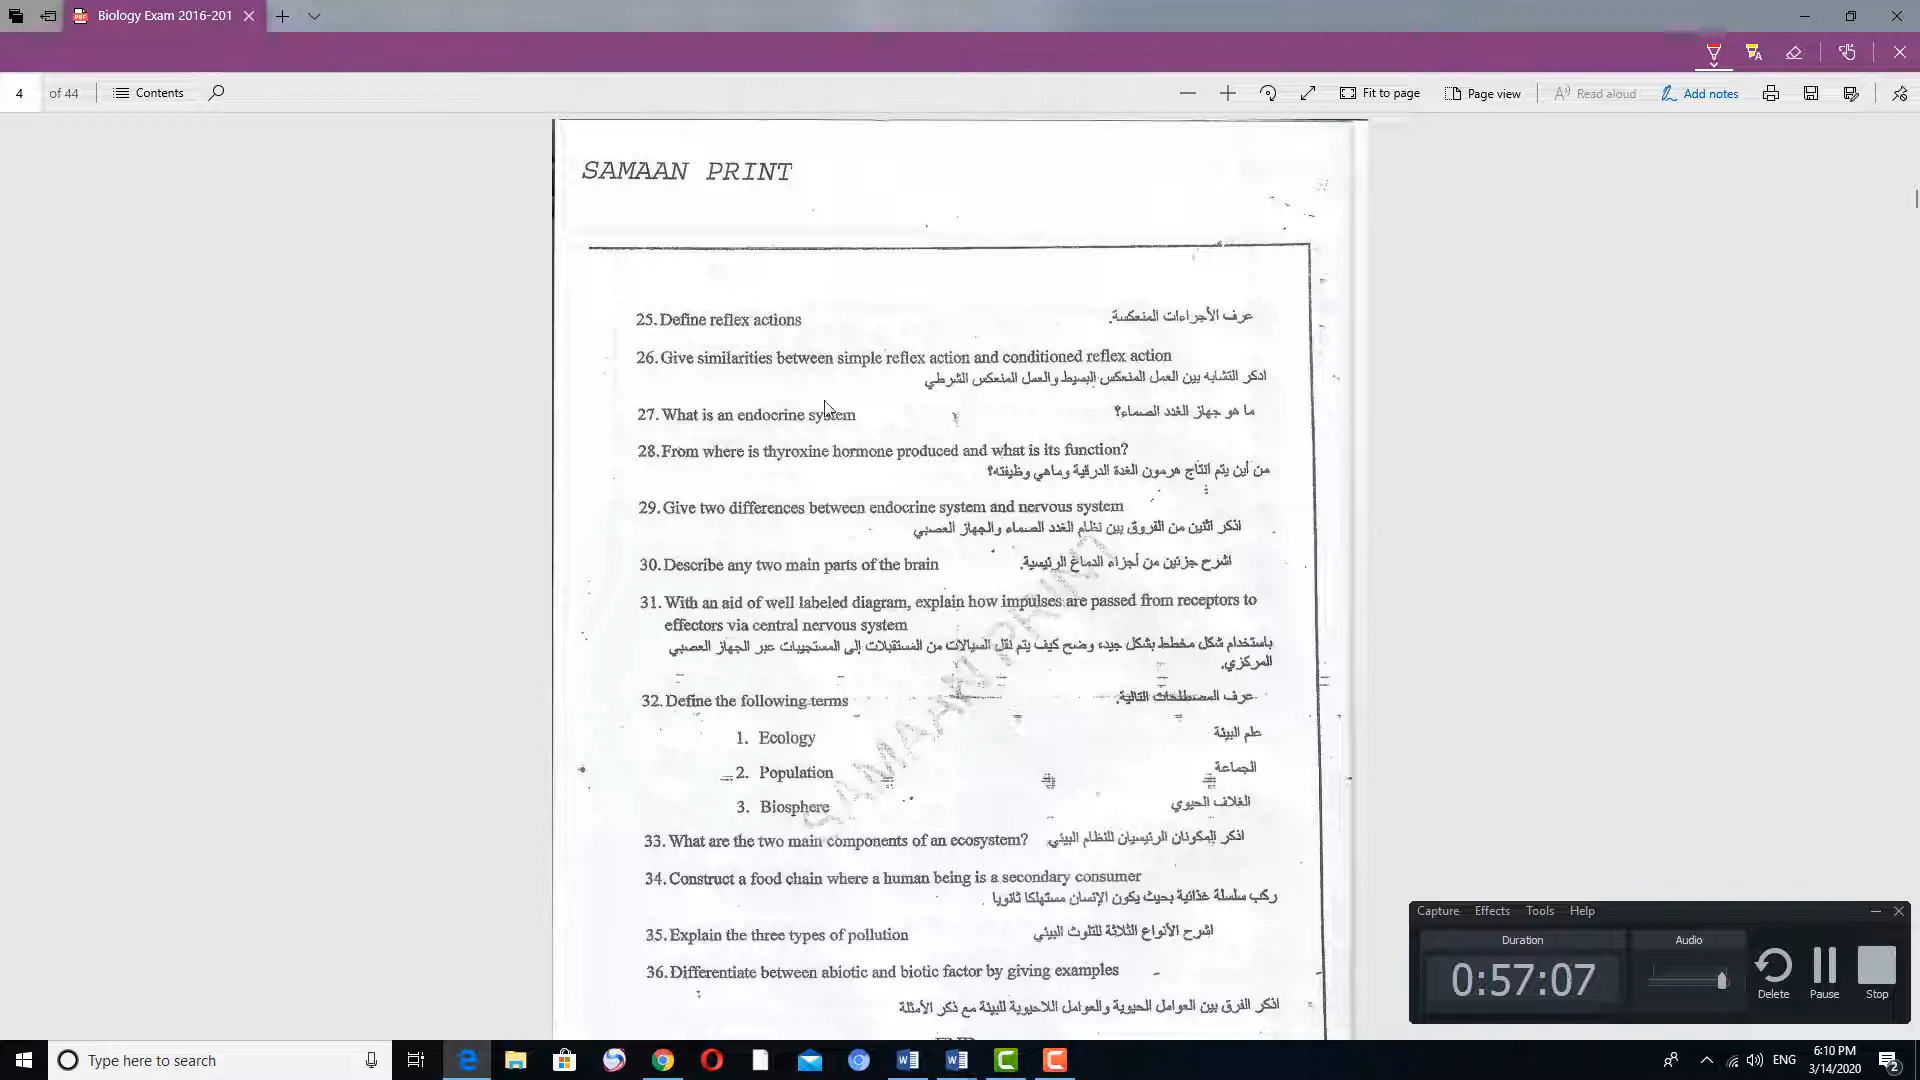 Biology Exam 2016-201
4 of 44 Contents Fit to page Page view Read aloud Add notes
SAMAAN PRINT
25. Define reflex actions عرف الأجراءات المنعكسة.
26. Give similarities between simple reflex action and conditioned reflex action
اذكر التشابه بين العمل المنعكس البسيط والعمل المنعكس الشرطي
27. What is an endocrine system ما هو جهاز الغدد الصماء؟
28. From where is thyroxine hormone produced and what is its function?
من أين يتم انتاج هرمون الغدة الدرقية وماهي وظيفته؟
29. Give two differences between endocrine system and nervous system
اذكر اثنين من الفروق بين نظام الغدد الصماء والجهاز العصبي
30. Describe any two main parts of the brain اشرح جزئين من أجزاء الدماغ الرئيسية.
31. With an aid of well labeled diagram, explain how impulses are passed from receptors to
effectors via central nervous system
باستخدام شكل مخطط بشكل جيد، وضح كيف يتم نقل السيالات من المستقبلات إلى المستجيبات عبر الجهاز العصبي
المركزي.
32. Define the following terms عرف المصطلحات التالية.
1. Ecology علم البيئة
2. Population الجماعة
3. Biosphere الغلاف الحيوي
33. What are the two main components of an ecosystem? اذكر المكونان الرئيسيان للنظام البيئي.
34. Construct a food chain where a human being is a secondary consumer
ركب سلسلة غذائية بحيث يكون الإنسان مستهلكا ثانويا.
35. Explain the three types of pollution اشرح الأنواع الثلاثة للتلوث البيئي
36. Differentiate between abiotic and biotic factor by giving examples
اذكر الفرق بين العوامل الحيوية والعوامل اللاحيوية للبيئة مع ذكر الأمثلة
Capture Effects Tools Help
Duration Audio
0:57:07
Delete Pause Stop
Type here to search
ENG
6:10 PM
3/14/2020
2